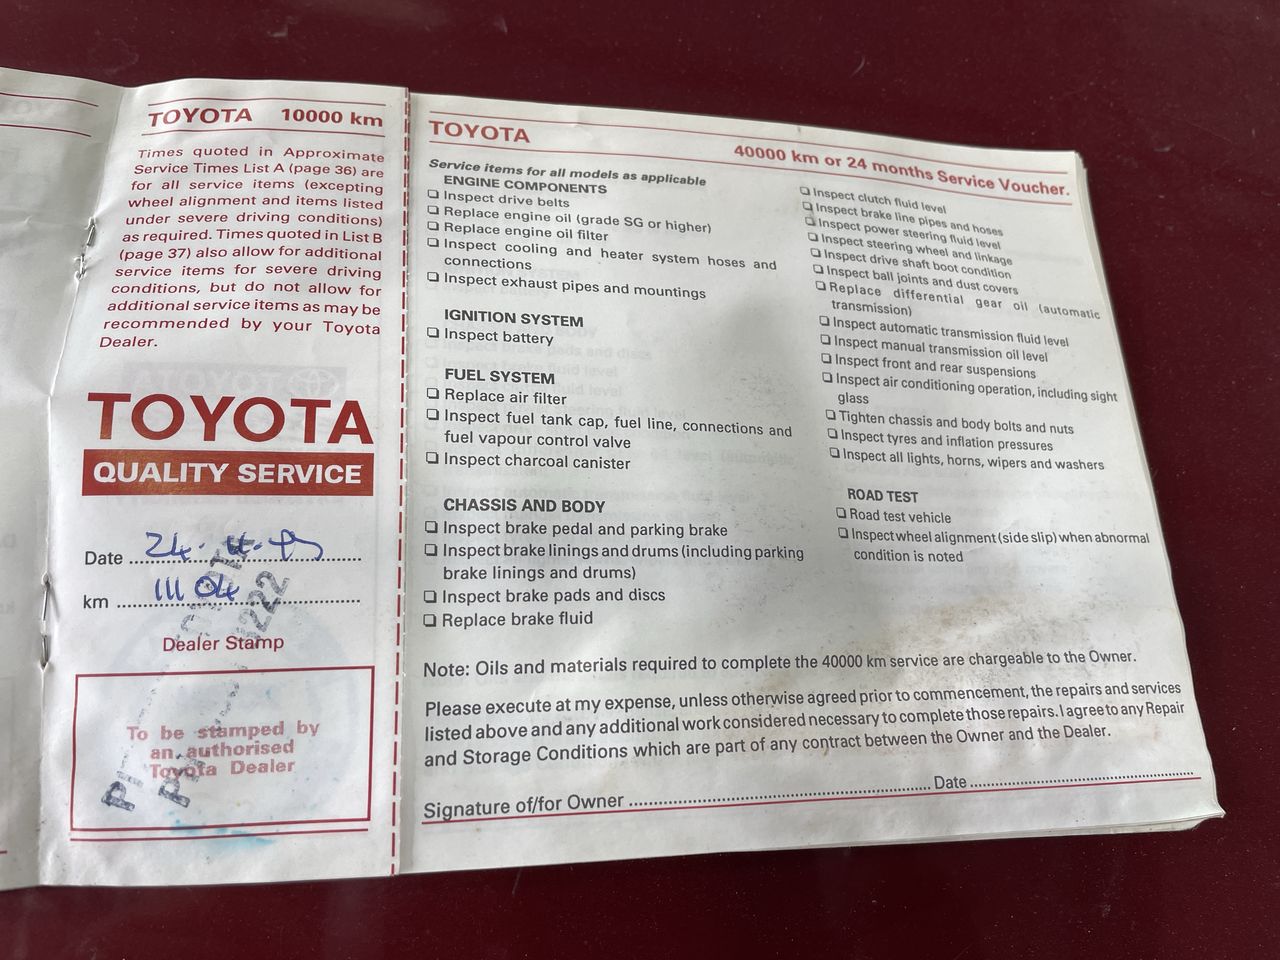 TOYOTA 10000 km
Times quoted in Approximate
Service Times List A (page 36) are
for all service items (excepting
wheel alignment and items listed
under severe driving conditions)
as required. Times quoted in List B
(page 37) also allow for additional
service items for severe driving
conditions, but do not allow for
additional service items as may be
recommended by your Toyota
Dealer.
TOYOTA
QUALITY SERVICE
Date
km 11104
Dealer Stamp
To be stamped by
an authorised
Toyota Dealer
TOYOTA
40000 km or 24 months Service Voucher.
Service items for all models as applicable
ENGINE COMPONENTS
❑ Inspect drive belts
❑ Replace engine oil (grade SG or higher)
❑ Replace engine oil filter
❑ Inspect cooling and heater system hoses and
connections
❑ Inspect exhaust pipes and mountings
IGNITION SYSTEM
❑ Inspect battery
FUEL SYSTEM
❑ Replace air filter
❑ Inspect fuel tank cap, fuel line, connections and
fuel vapour control valve
❑ Inspect charcoal canister
CHASSIS AND BODY
❑ Inspect brake pedal and parking brake
❑ Inspect brake linings and drums (including parking
brake linings and drums)
❑ Inspect brake pads and discs
❑ Replace brake fluid
❑ Inspect clutch fluid level
❑ Inspect brake line pipes and hoses
❑ Inspect power steering fluid level
❑ Inspect steering wheel and linkage
❑ Inspect drive shaft boot condition
❑ Inspect ball joints and dust covers
❑ Replace differential gear oil (automatic
transmission)
❑ Inspect automatic transmission fluid level
❑ Inspect manual transmission oil level
❑ Inspect front and rear suspensions
❑ Inspect air conditioning operation, including sight
glass
❑ Tighten chassis and body bolts and nuts
❑ Inspect tyres and inflation pressures
❑ Inspect all lights, horns, wipers and washers
ROAD TEST
❑ Road test vehicle
❑ Inspect wheel alignment (side slip) when abnormal
condition is noted
Note: Oils and materials required to complete the 40000 km service are chargeable to the Owner.
Please execute at my expense, unless otherwise agreed prior to commencement, the repairs and services
listed above and any additional work considered necessary to complete those repairs. I agree to any Repair
and Storage Conditions which are part of any contract between the Owner and the Dealer.
Signature of/for Owner Date